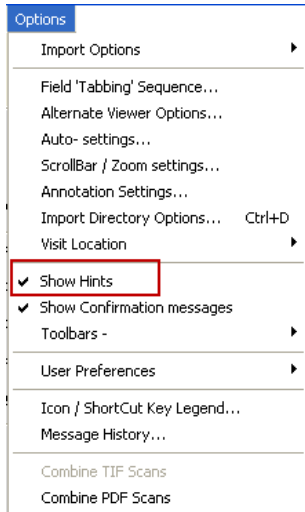 Options
Import Options
Field 'Tabbing' Sequence...
Alternate Viewer Options...
Auto- settings...
ScrollBar / Zoom settings...
Annotation Settings...
Import Directory Options... Ctrl+D
Visit Location
Show Hints
Show Confirmation messages
Toolbars -
User Preferences
Icon / ShortCut Key Legend...
Message History...
Combine TIF Scans
Combine PDF Scans